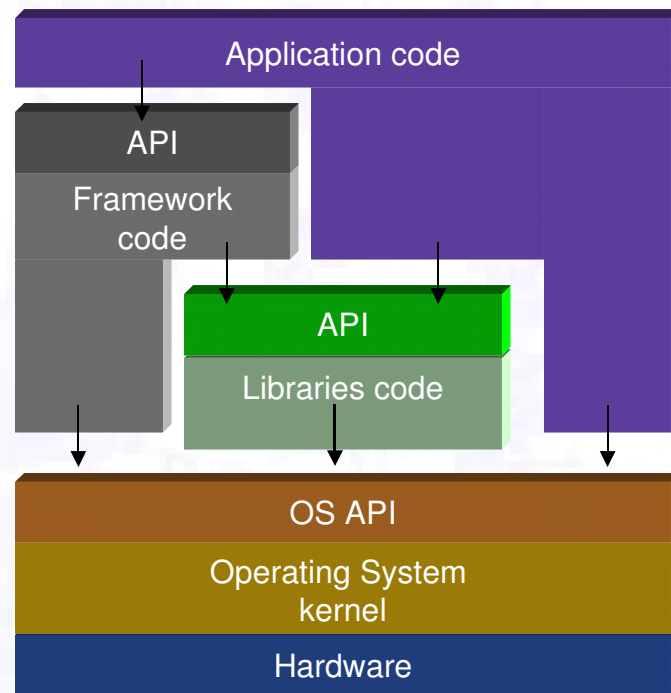 Application code
API
Framework
code
API
Libraries code
OS API
Operating System
kernel
Hardware